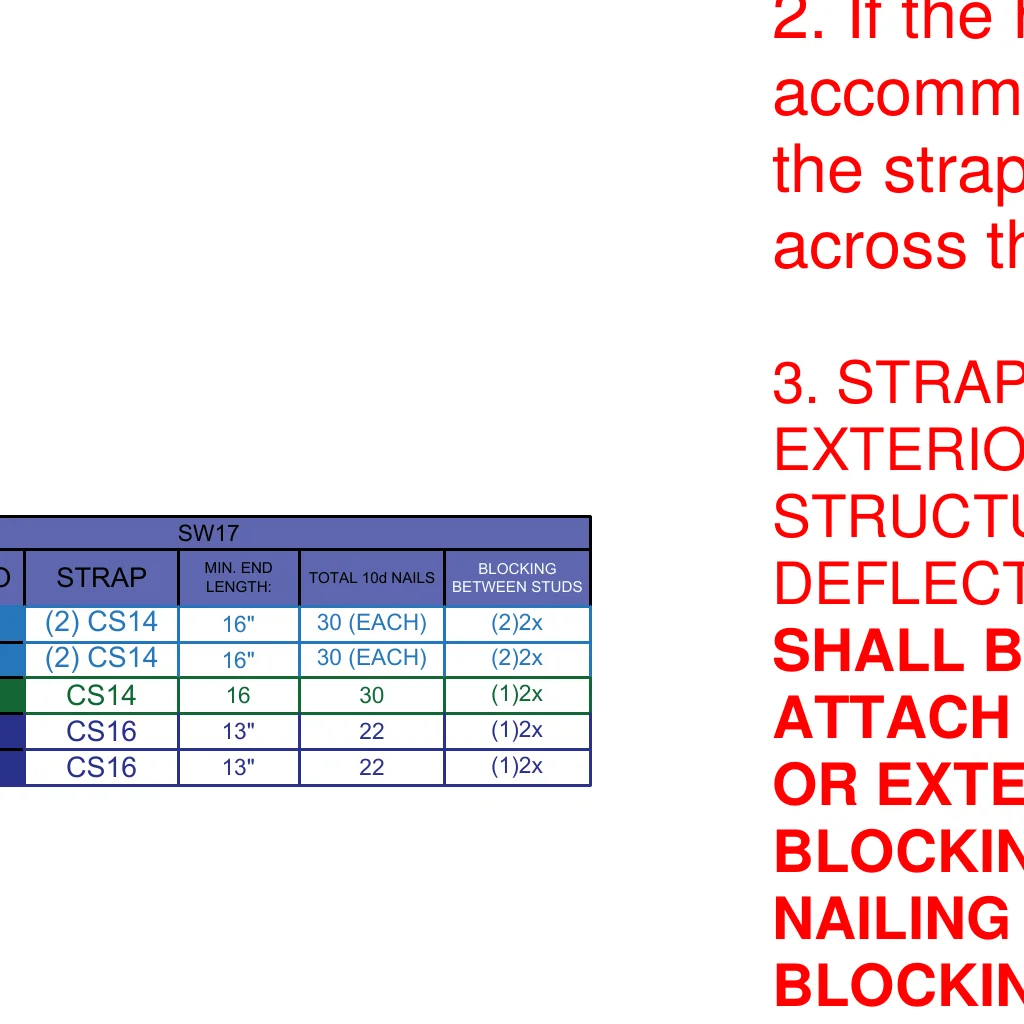 SW17
STRAP MIN. END LENGTH: TOTAL 10d NAILS BLOCKING BETWEEN STUDS
(2) CS14 16" 30 (EACH) (2)2x
(2) CS14 16" 30 (EACH) (2)2x
CS14 16 30 (1)2x
CS16 13" 22 (1)2x
CS16 13" 22 (1)2x
2. If the
accomm
the strap
across th
3. STRAP
EXTERIO
STRUCTU
DEFLECT
SHALL B
ATTACH
OR EXTE
BLOCKIN
NAILING
BLOCKIN